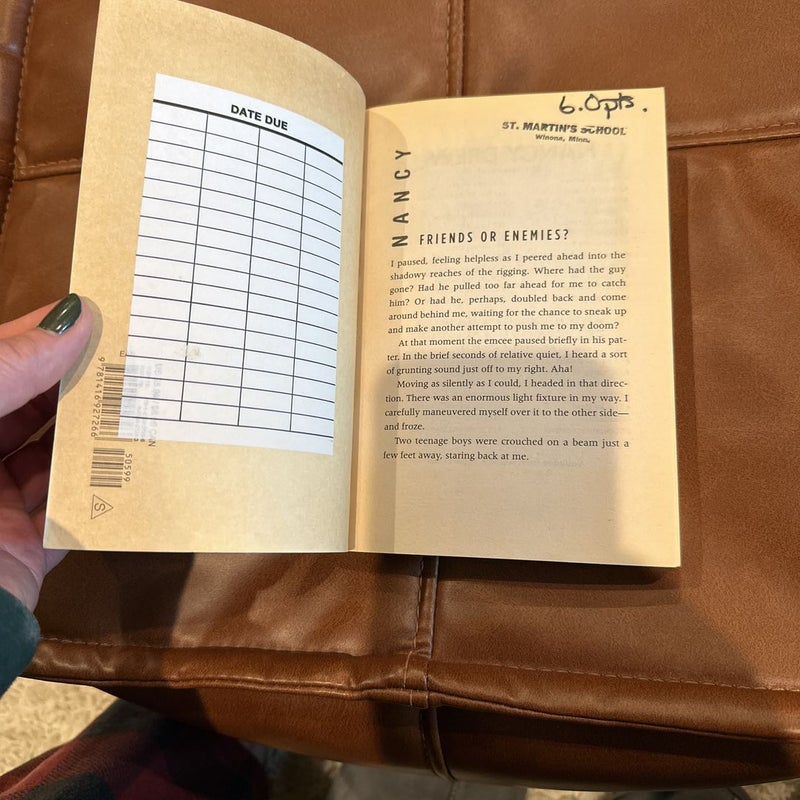 DATE DUE
EA
9781416927266
50599
S
6.0pts.
ST. MARTIN'S SCHOOL
Winona, Minn.
NANCY
FRIENDS OR ENEMIES?
I paused, feeling helpless as I peered ahead into the
shadowy reaches of the rigging. Where had the guy
gone? Had he pulled too far ahead for me to catch
him? Or had he, perhaps, doubled back and come
around behind me, waiting for the chance to sneak up
and make another attempt to push me to my doom?
At that moment the emcee paused briefly in his pat-
ter. In the brief seconds of relative quiet, I heard a sort
of grunting sound just off to my right. Aha!
Moving as silently as I could, I headed in that direc-
tion. There was an enormous light fixture in my way. I
carefully maneuvered myself over it to the other side—
and froze.
Two teenage boys were crouched on a beam just a
few feet away, staring back at me.